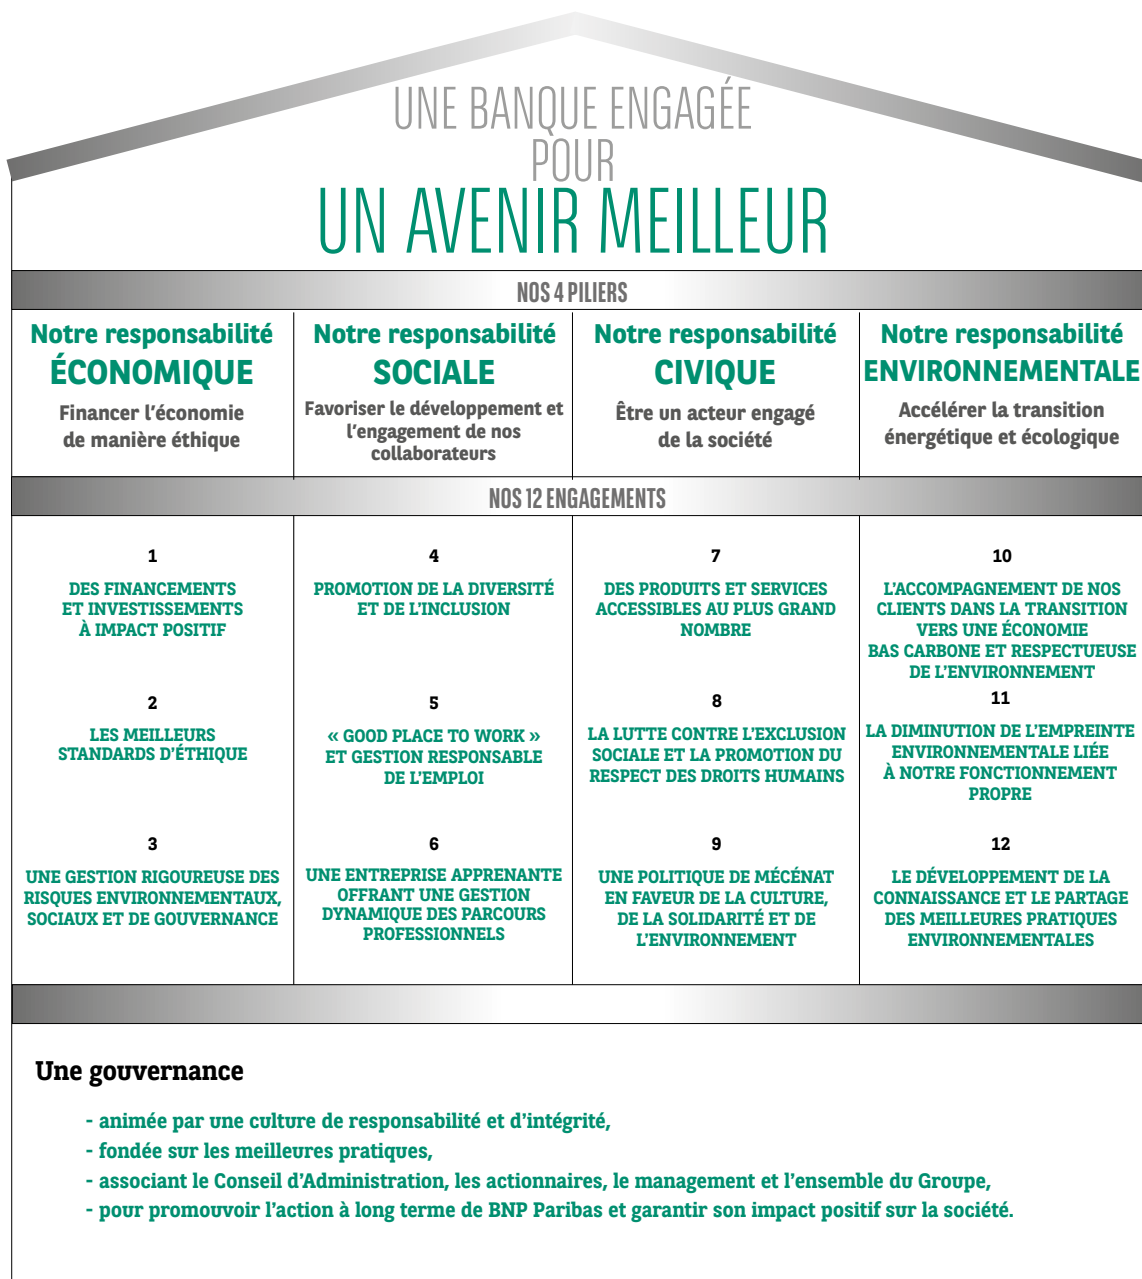 UNE BANQUE ENGAGÉE
POUR
UN AVENIR MEILLEUR
NOS 4 PILIERS
Notre responsabilité
ÉCONOMIQUE
Financer l'économie
de manière éthique
Notre responsabilité
SOCIALE
Favoriser le développement et
l'engagement de nos
collaborateurs
Notre responsabilité
CIVIQUE
Être un acteur engagé
de la société
Notre responsabilité
ENVIRONNEMENTALE
Accélérer la transition
énergétique et écologique
NOS 12 ENGAGEMENTS
1
DES FINANCEMENTS
ET INVESTISSEMENTS
À IMPACT POSITIF
2
LES MEILLEURS
STANDARDS D'ÉTHIQUE
3
UNE GESTION RIGOUREUSE DES
RISQUES ENVIRONNEMENTAUX,
SOCIAUX ET DE GOUVERNANCE
4
PROMOTION DE LA DIVERSITÉ
ET DE L'INCLUSION
5
« GOOD PLACE TO WORK »
ET GESTION RESPONSABLE
DE L'EMPLOI
6
UNE ENTREPRISE APPRENANTE
OFFRANT UNE GESTION
DYNAMIQUE DES PARCOURS
PROFESSIONNELS
7
DES PRODUITS ET SERVICES
ACCESSIBLES AU PLUS GRAND
NOMBRE
8
LA LUTTE CONTRE L'EXCLUSION
SOCIALE ET LA PROMOTION DU
RESPECT DES DROITS HUMAINS
9
UNE POLITIQUE DE MÉCÉNAT
EN FAVEUR DE LA CULTURE,
DE LA SOLIDARITÉ ET DE
L'ENVIRONNEMENT
10
L'ACCOMPAGNEMENT DE NOS
CLIENTS DANS LA TRANSITION
VERS UNE ÉCONOMIE
BAS CARBONE ET RESPECTUEUSE
DE L'ENVIRONNEMENT
11
LA DIMINUTION DE L'EMPREINTE
ENVIRONNEMENTALE LIÉE
À NOTRE FONCTIONNEMENT
PROPRE
12
LE DÉVELOPPEMENT DE LA
CONNAISSANCE ET LE PARTAGE
DES MEILLEURES PRATIQUES
ENVIRONNEMENTALES
Une gouvernance
- animée par une culture de responsabilité et d'intégrité,
- fondée sur les meilleures pratiques,
- associant le Conseil d'Administration, les actionnaires, le management et l'ensemble du Groupe,
- pour promouvoir l'action à long terme de BNP Paribas et garantir son impact positif sur la société.